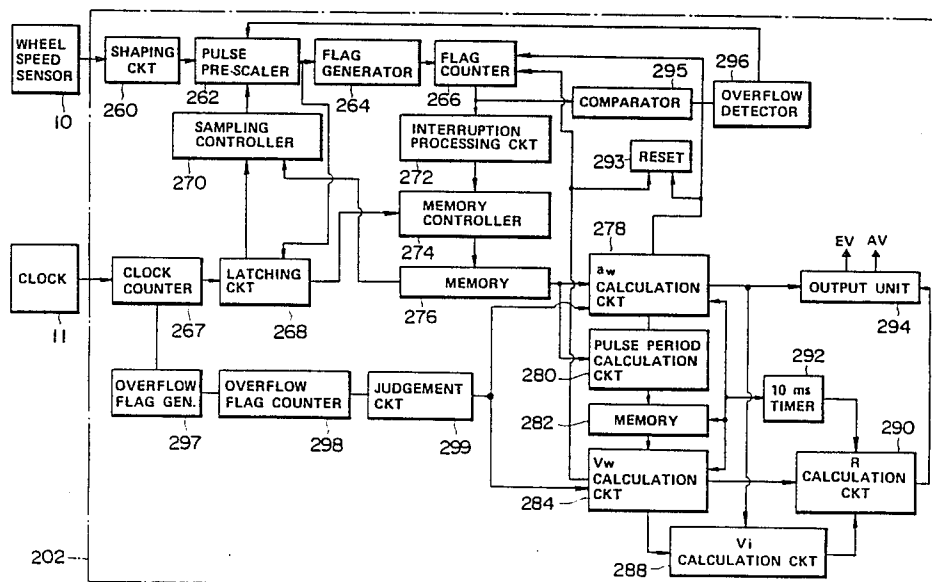 WHEEL
SPEED
SENSOR
10
SHAPING
CKT
260
PULSE
PRE-SCALER
262
FLAG
GENERATOR
264
FLAG
COUNTER
266
295
COMPARATOR
296
OVERFLOW
DETECTOR
SAMPLING
CONTROLLER
270
INTERRUPTION
PROCESSING CKT
272
293
RESET
MEMORY
CONTROLLER
274
278
EV
AV
CLOCK
11
CLOCK
COUNTER
267
LATCHING
CKT
268
MEMORY
276
aw
CALCULATION
CKT
OUTPUT UNIT
294
PULSE PERIOD
CALCULATION
CKT
280
292
10 ms
TIMER
OVERFLOW
FLAG GEN.
297
OVERFLOW
FLAG COUNTER
298
JUDGEMENT
CKT
299
MEMORY
282
290
Vw
CALCULATION
CKT
284
R
CALCULATION
CKT
202
Vi
CALCULATION CKT
288